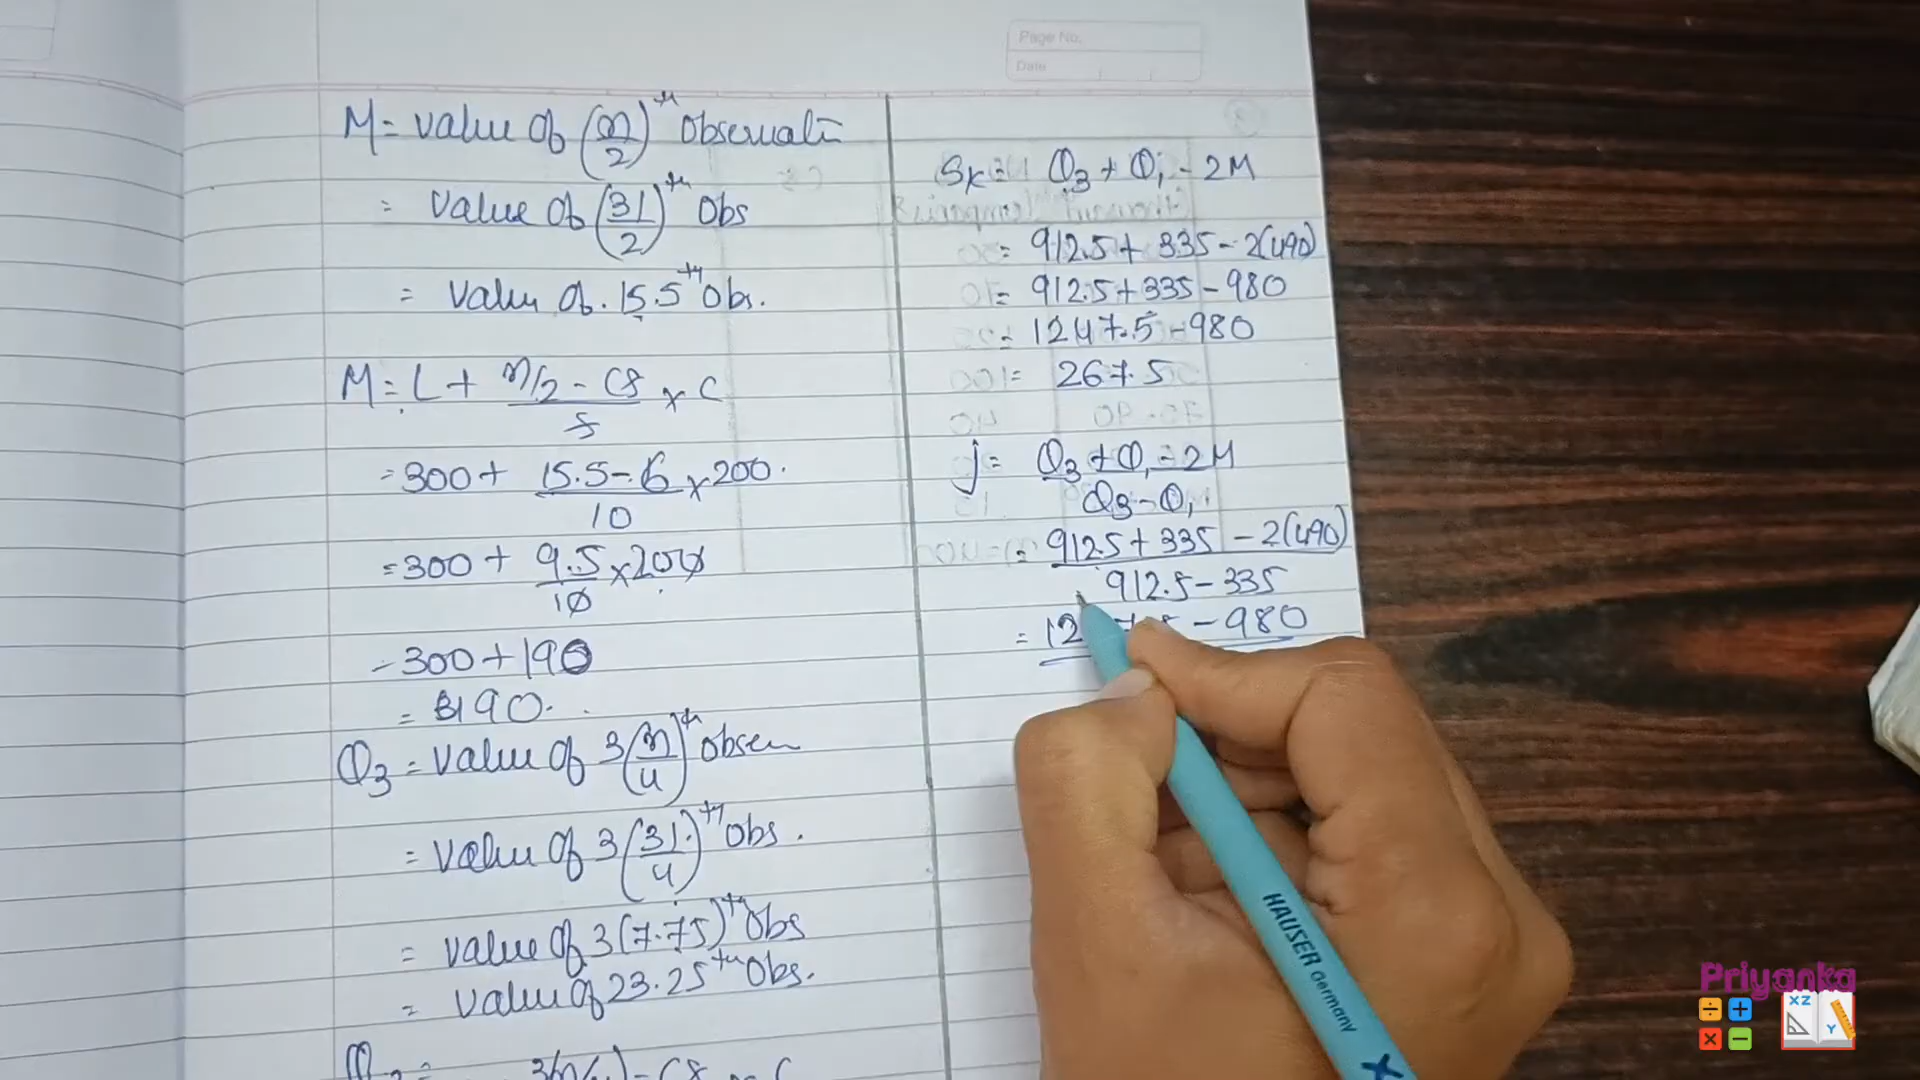 Page No.
Date
M = value of (n/2)th Observati
= value of (31/2)th Obs
= value of 15.5th Obs.
M = L + n/2 - Cf / f × C
= 300 + 15.5 - 6 / 10 × 200.
= 300 + 9.5 / 10 × 200
= 300 + 190
= 490.
Q3 = value of 3(n/4)th obser
= value of 3(31/4)th Obs.
= value of 3(7.75)th Obs
= value of 23.25th Obs.
Sk = Q3 + Q1 - 2M
= 912.5 + 335 - 2(490)
= 912.5 + 335 - 980
= 1247.5 - 980
= 267.5
j = Q3 + Q1 - 2M / Q3 - Q1
= 912.5 + 335 - 2(490) / 912.5 - 335
= 12 - 980
HAUSER Germany
Priyanka
XZ
Y